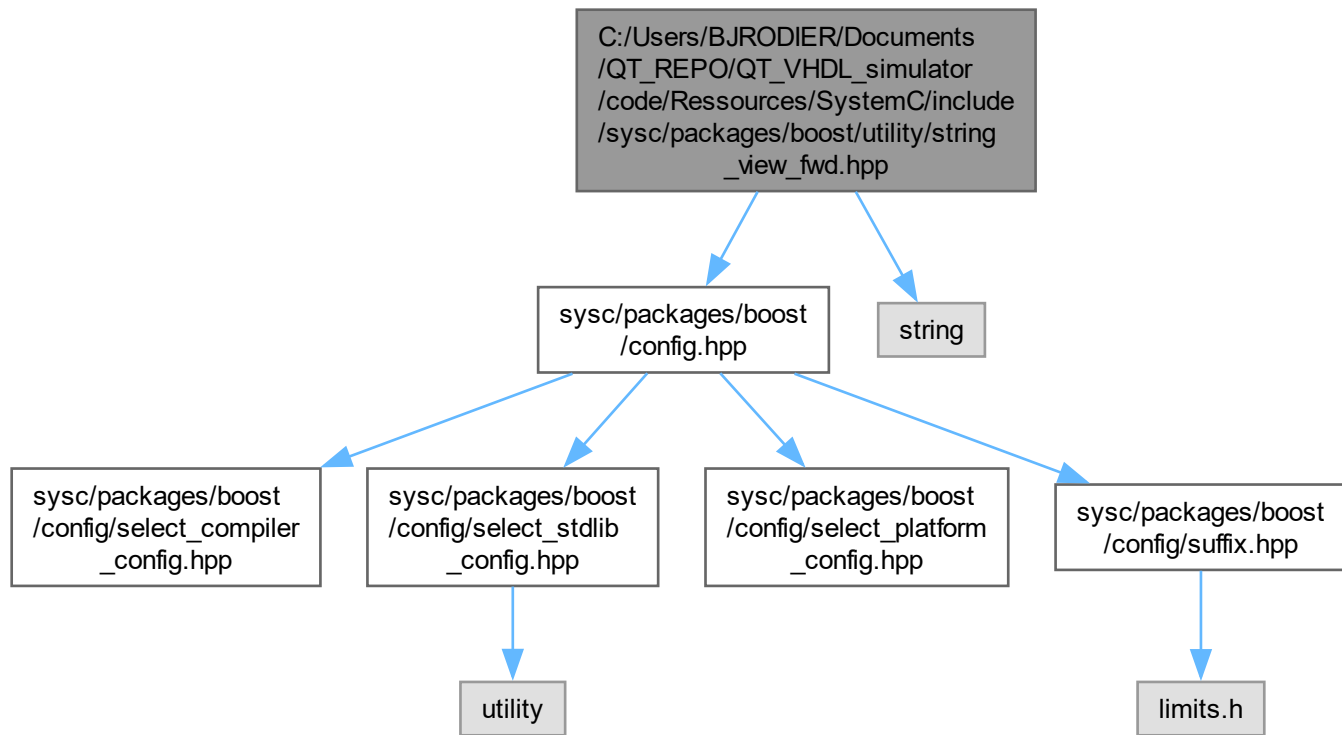 C:/Users/BJRODIER/Documents
/QT_REPO/QT_VHDL_simulator
/code/Ressources/SystemC/include
/sysc/packages/boost/utility/string
_view_fwd.hpp
sysc/packages/boost
/config.hpp
string
sysc/packages/boost
/config/select_compiler
_config.hpp
sysc/packages/boost
/config/select_stdlib
_config.hpp
sysc/packages/boost
/config/select_platform
_config.hpp
sysc/packages/boost
/config/suffix.hpp
utility
limits.h